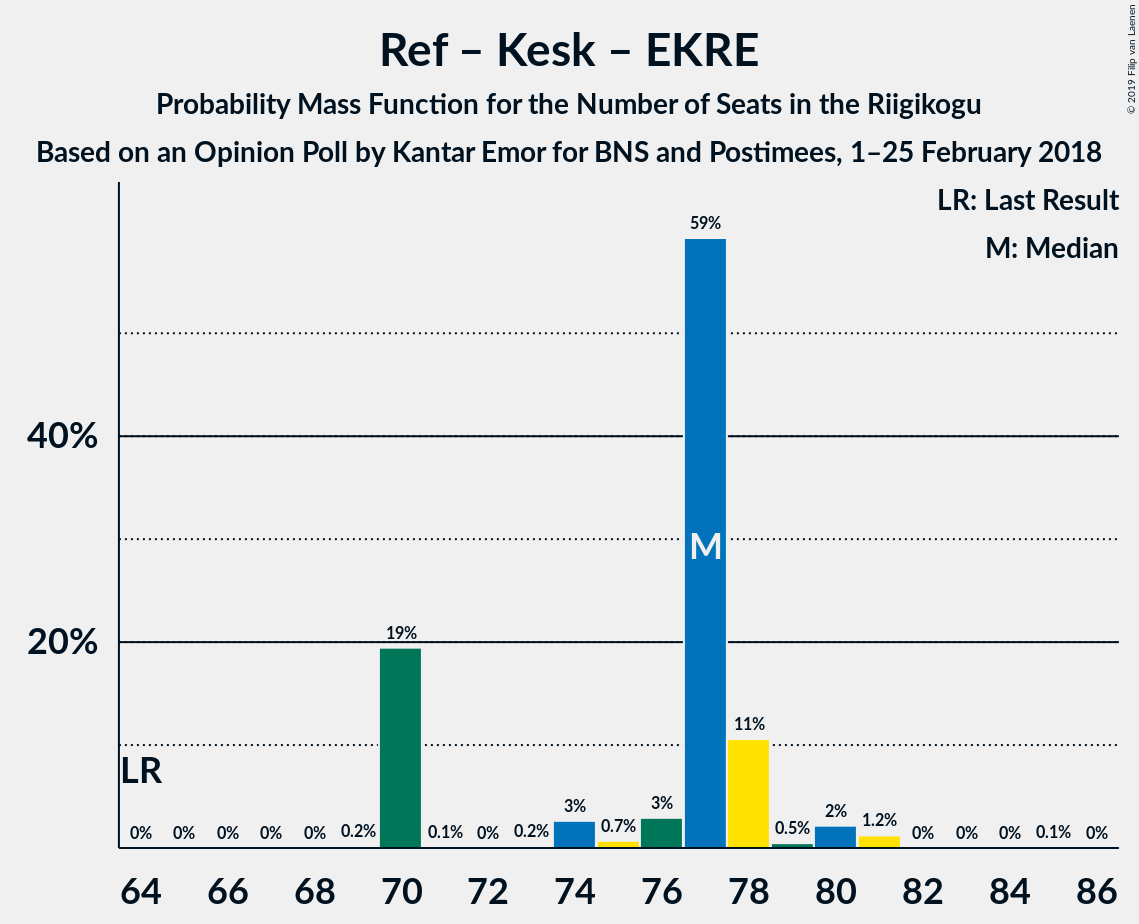 Ref – Kesk – EKRE
Probability Mass Function for the Number of Seats in the Riigikogu
Based on an Opinion Poll by Kantar Emor for BNS and Postimees, 1–25 February 2018
© 2019 Filip van Laenen
LR: Last Result
M: Median
59%
40%
M
20%
19%
11%
LR
0% 0% 0% 0% 0% 0.2% 0.1% 0% 0.2% 3% 0.7% 3% 0.5% 2% 1.2% 0% 0% 0% 0.1% 0%
64 66 68 70 72 74 76 78 80 82 84 86